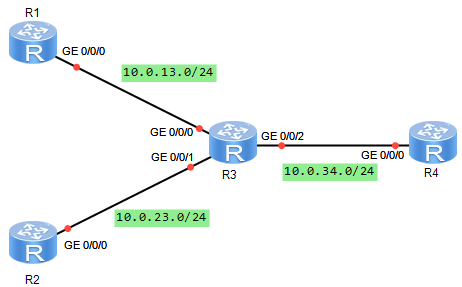 R1
GE 0/0/0
10.0.13.0/24
GE 0/0/0
GE 0/0/1
R
R
R
R
R3
GE 0/0/2
10.0.34.0/24
GE 0/0/0
R4
10.0.23.0/24
GE 0/0/0
R2